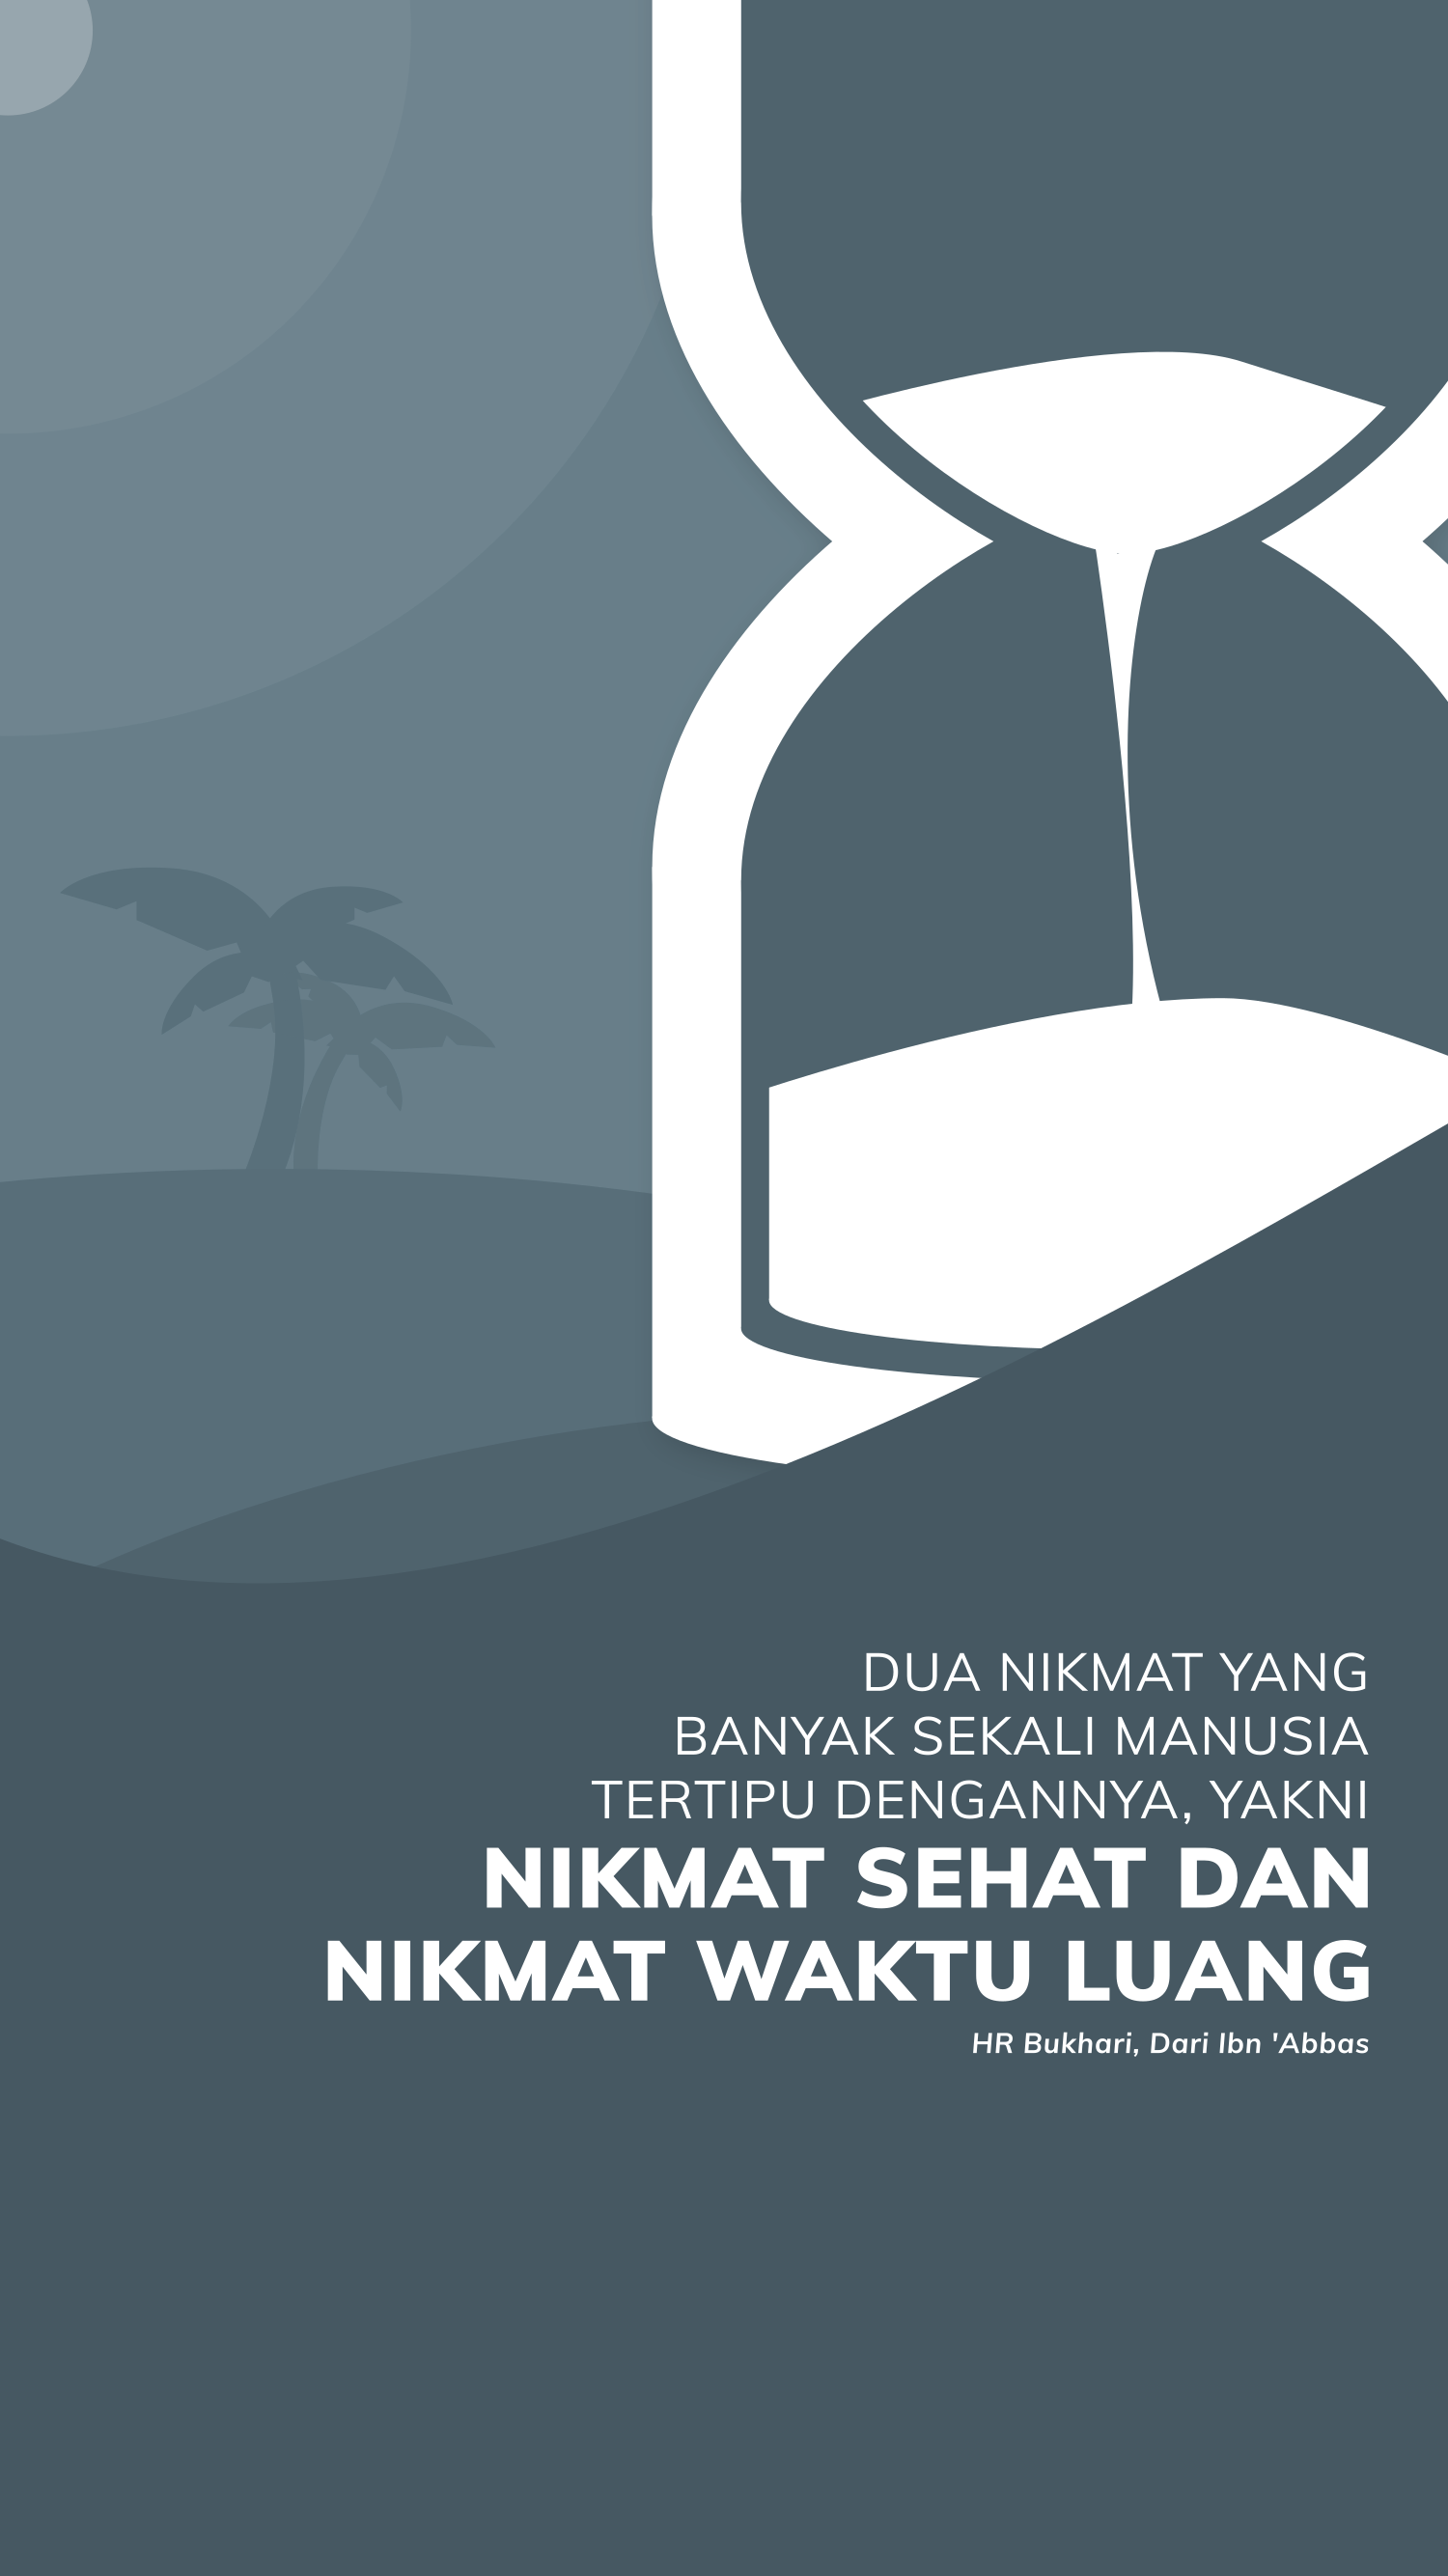 DUA NIKMAT YANG
BANYAK SEKALI MANUSIA
TERTIPU DENGANNYA, YAKNI
NIKMAT SEHAT DAN
NIKMAT WAKTU LUANG
HR Bukhari, Dari Ibn 'Abbas